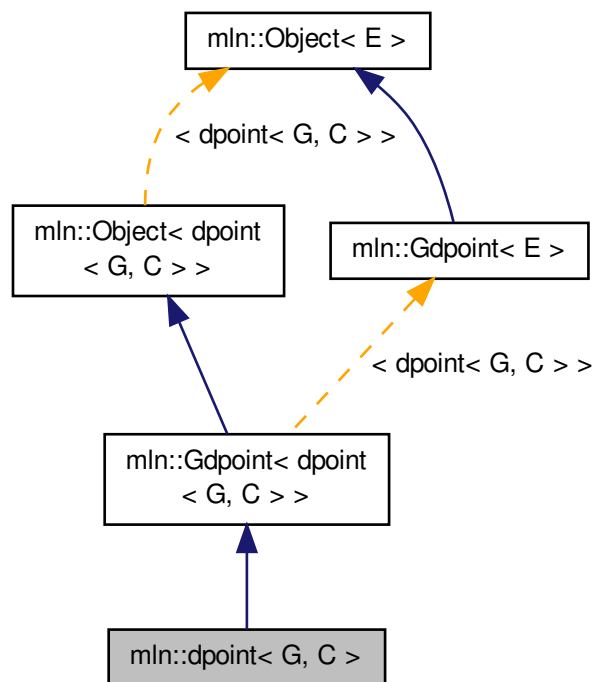 mln::Object< E >
< dpoint< G, C > >
mln::Object< dpoint
< G, C > >
mln::Gdpoint< E >
< dpoint< G, C > >
mln::Gdpoint< dpoint
< G, C > >
mln::dpoint< G, C >